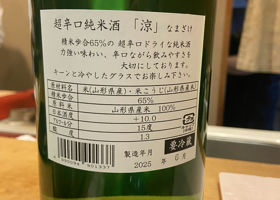 超辛口純米酒 「涼」 なまざけ
精米歩合65%の 超辛口ドライな純米酒
力強い味わい、辛口ながら飲みやすさを
大切にしております。
キーンと冷やしたグラスでお楽しみ下さい。
原材料名 米(山形県産)・米こうじ(山形県産米)
精米歩合 65%
原料米 山形県産米 100%
日本酒度 +10.0
アルコール分 15度
酸度 1.3
要冷蔵
製造年月
2025 年 6 月